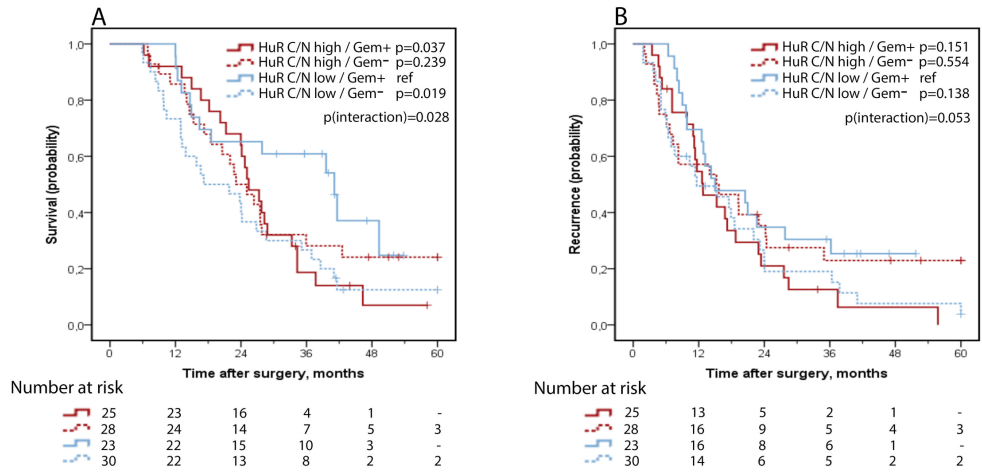 A
HuR C/N high / Gem+ p=0.037
HuR C/N high / Gem− p=0.239
HuR C/N low / Gem+ ref
HuR C/N low / Gem− p=0.019
p(interaction)=0.028
Survival (probability)
1,0
0,8
0,6
0,4
0,2
0,0
0 12 24 36 48 60
Time after surgery, months
Number at risk
25 23 16 4 1 -
28 24 14 7 5 3
23 22 15 10 3 -
30 22 13 8 2 2
B
HuR C/N high / Gem+ p=0.151
HuR C/N high / Gem− p=0.554
HuR C/N low / Gem+ ref
HuR C/N low / Gem− p=0.138
p(interaction)=0.053
Recurrence (probability)
1,0
0,8
0,6
0,4
0,2
0,0
0 12 24 36 48 60
Time after surgery, months
Number at risk
25 13 5 2 1 -
28 16 9 5 4 3
23 16 8 6 1 -
30 14 6 5 2 2